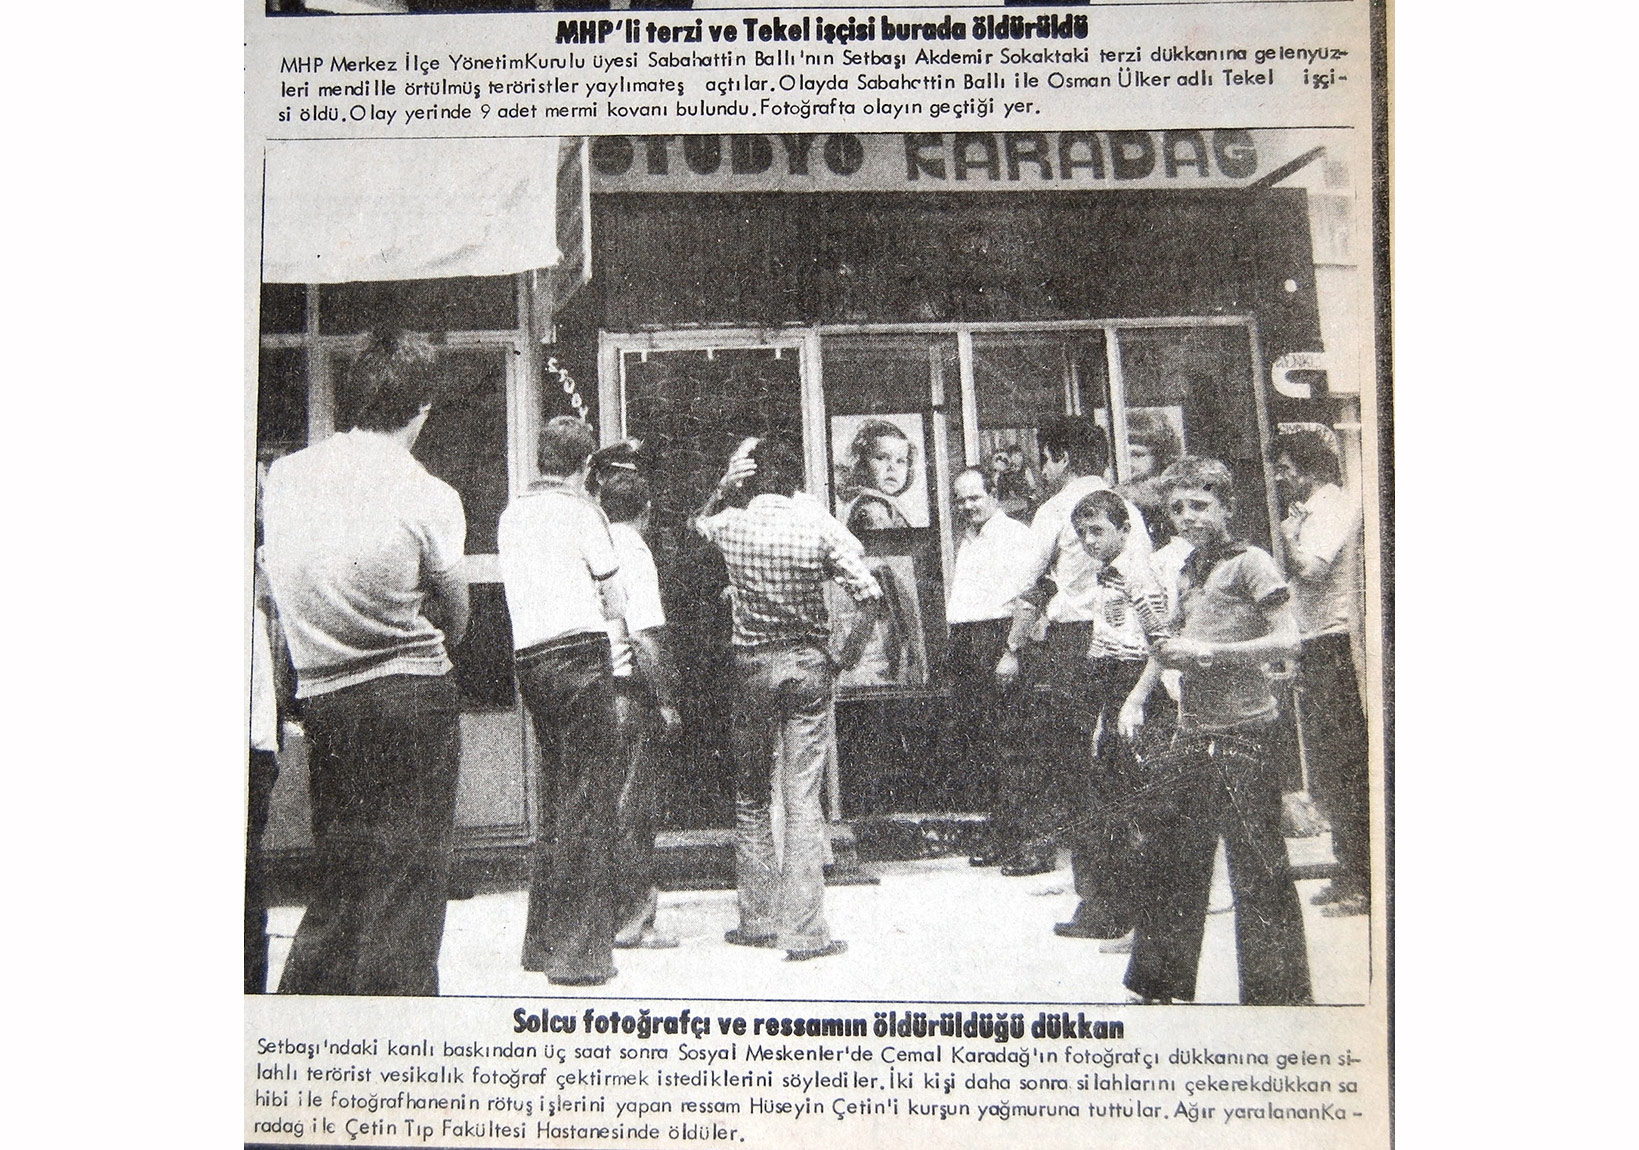 MHP'li terzi ve Tekel işçisi burada öldürüldü
MHP Merkez İlçe YönetimKurulu üyesi Sabahattin Ballı'nın Setbaşı Akdemir Sokaktaki terzi dükkanına gelenyüz-
leri mendille örtülmüş teröristler yaylımateş açtılar. Olayda Sabahattin Ballı ile Osman Ülker adlı Tekel işçi-
si öldü. Olay yerinde 9 adet mermi kovanı bulundu. Fotoğrafta olayın geçtiği yer.
STUDYO KARADAG
STUDY
Solcu fotoğrafçı ve ressamın öldürüldüğü dükkan
Setbaşı'ndaki kanlı baskından üç saat sonra Sosyal Meskenler'de Cemal Karadağ'ın fotoğrafçı dükkanına gelen si-
lahlı terörist vesikalık fotoğraf çektirmek istediklerini söylediler. İki kişi daha sonra silahlarını çekerekdükkan sa
hibi ile fotoğrafhanenin rötuş işlerini yapan ressam Hüseyin Çetin'i kurşun yağmuruna tuttular. Ağır yaralananKa-
radağ ile Çetin Tıp Fakültesi Hastanesinde öldüler.